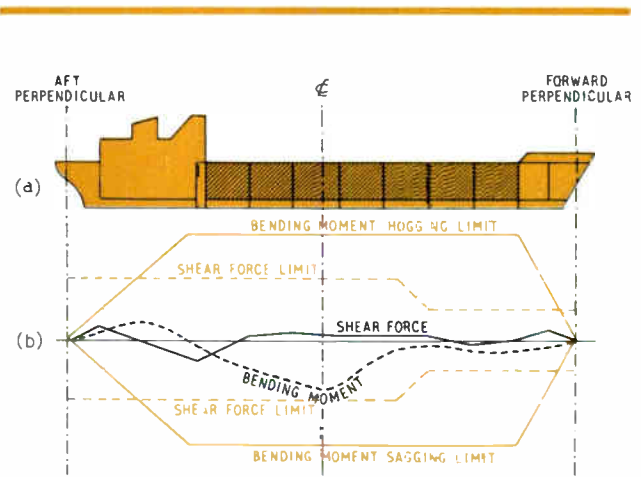 AFT
PERPENDICULAR
℄
FORWARD
PERPENDICULAR
(a)
BENDING MOMENT HOGGING LIMIT
SHEAR FORCE LIMIT
(b)
SHEAR FORCE
BENDING MOMENT
SHEAR FORCE LIMIT
BENDING MOMENT SAGGING LIMIT